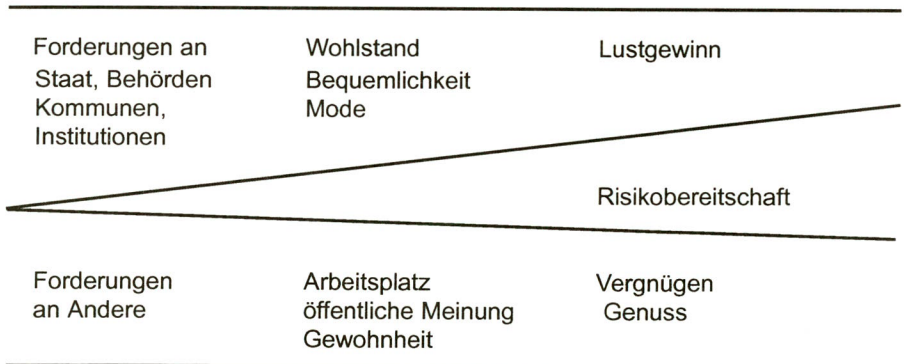 Forderungen an
Staat, Behörden
Kommunen,
Institutionen
Wohlstand
Bequemlichkeit
Mode
Lustgewinn
Risikobereitschaft
Forderungen
an Andere
Arbeitsplatz
öffentliche Meinung
Gewohnheit
Vergnügen
Genuss